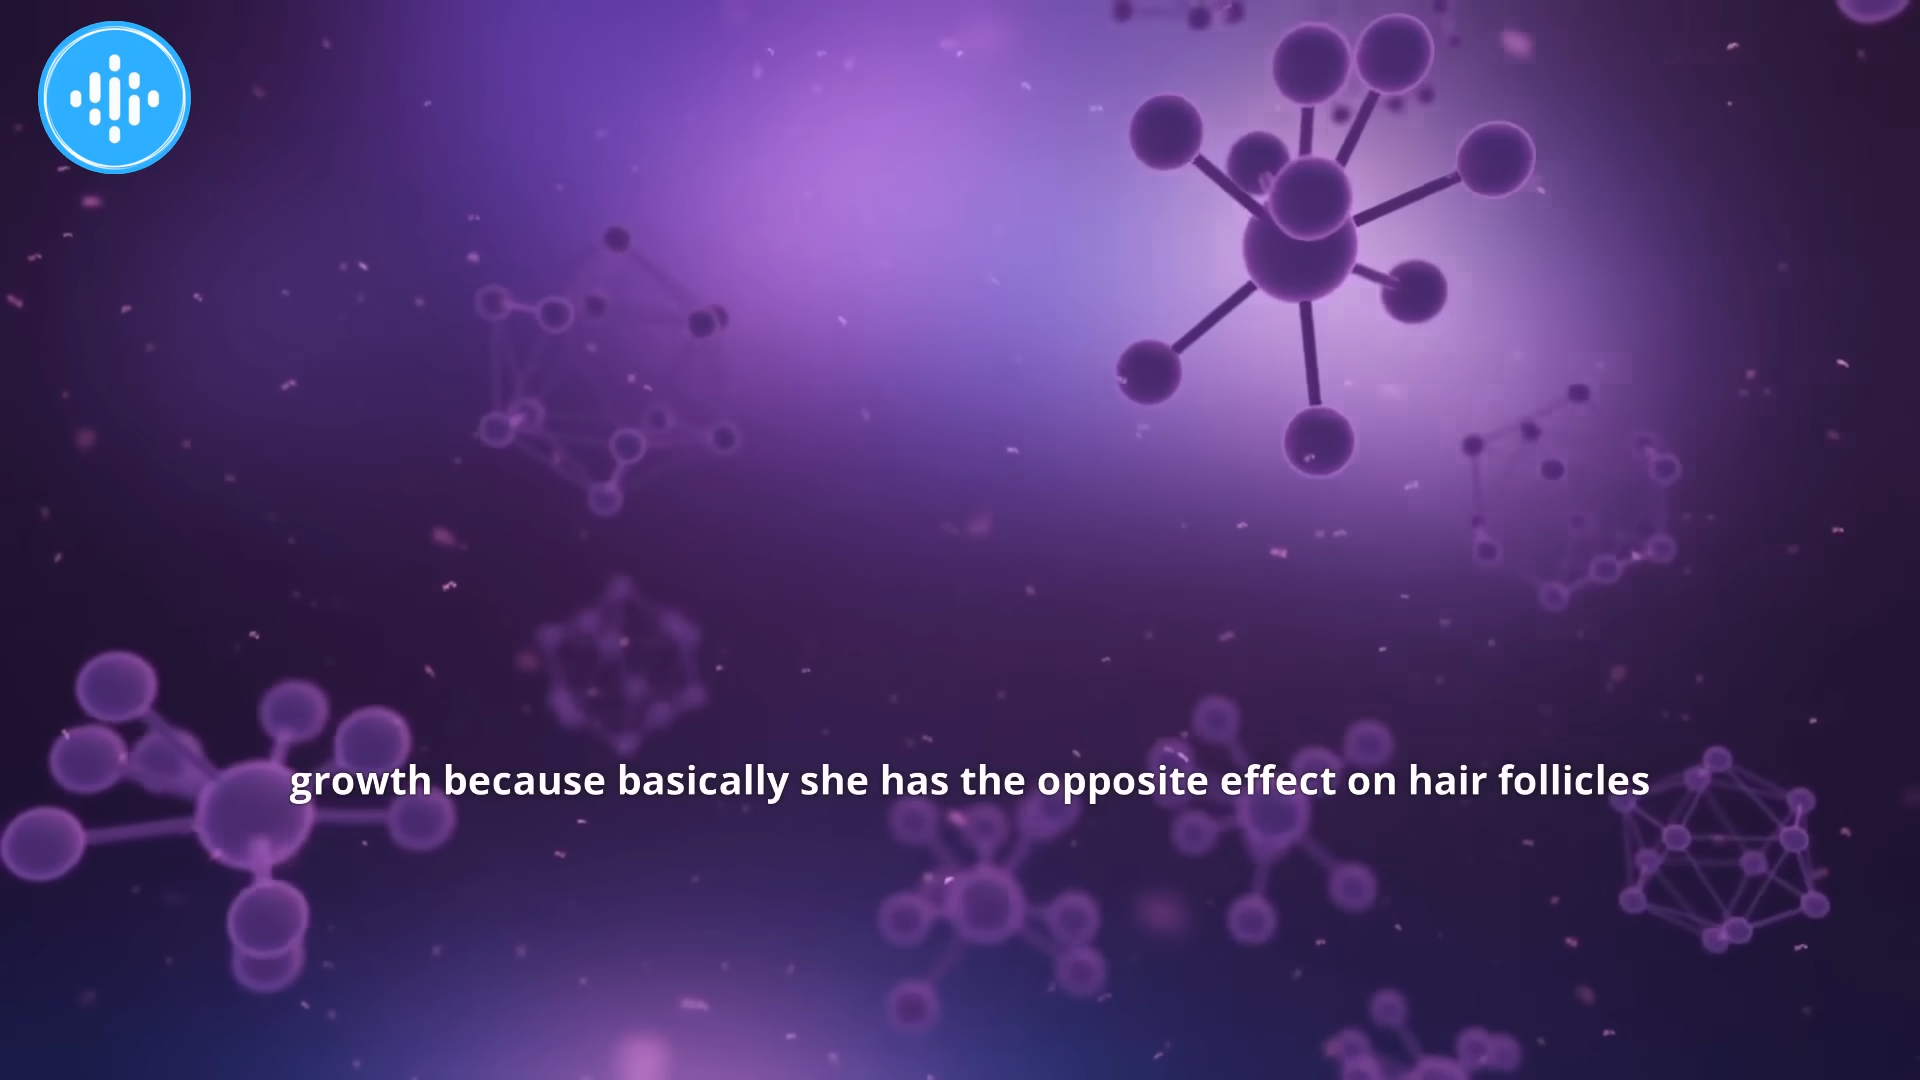 growth because basically she has the opposite effect on hair follicles